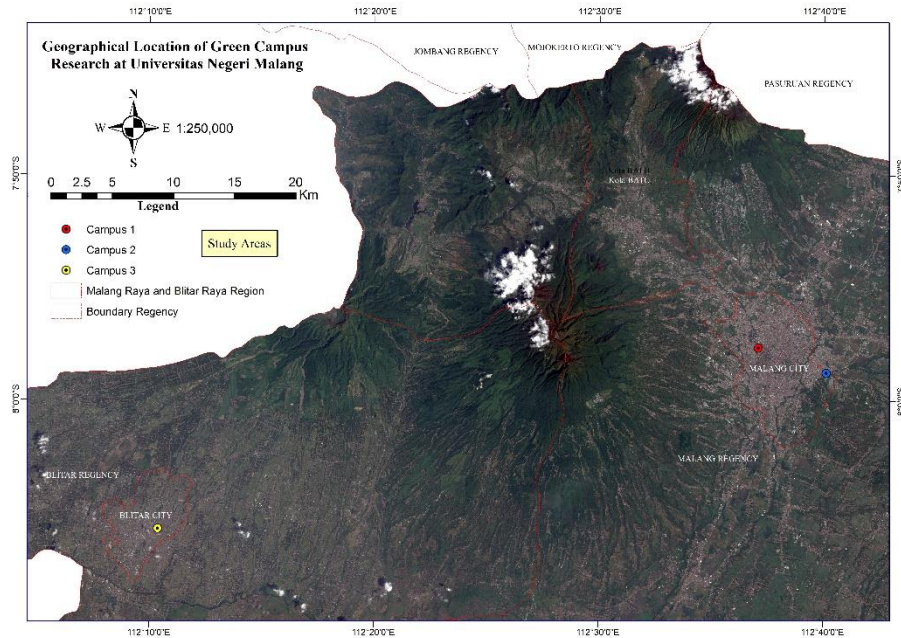 112°10'0"E 112°20'0"E 112°30'0"E 112°40'0"E
Geographical Location of Green Campus
Research at Universitas Negeri Malang
JOMBANG REGENCY
MOJOKERTO REGENCY
PASURUAN REGENCY
N
W E 1:250,000
S
7°50'0"S
0 2.5 5 10 15 20
Km
Legend
Campus 1
Campus 2
Campus 3
Study Areas
Malang Raya and Blitar Raya Region
Boundary Regency
Kota BATU
MALANG CITY
8°0'0"S
MALANG REGENCY
BLITAR REGENCY
BLITAR CITY
112°10'0"E 112°20'0"E 112°30'0"E 112°40'0"E